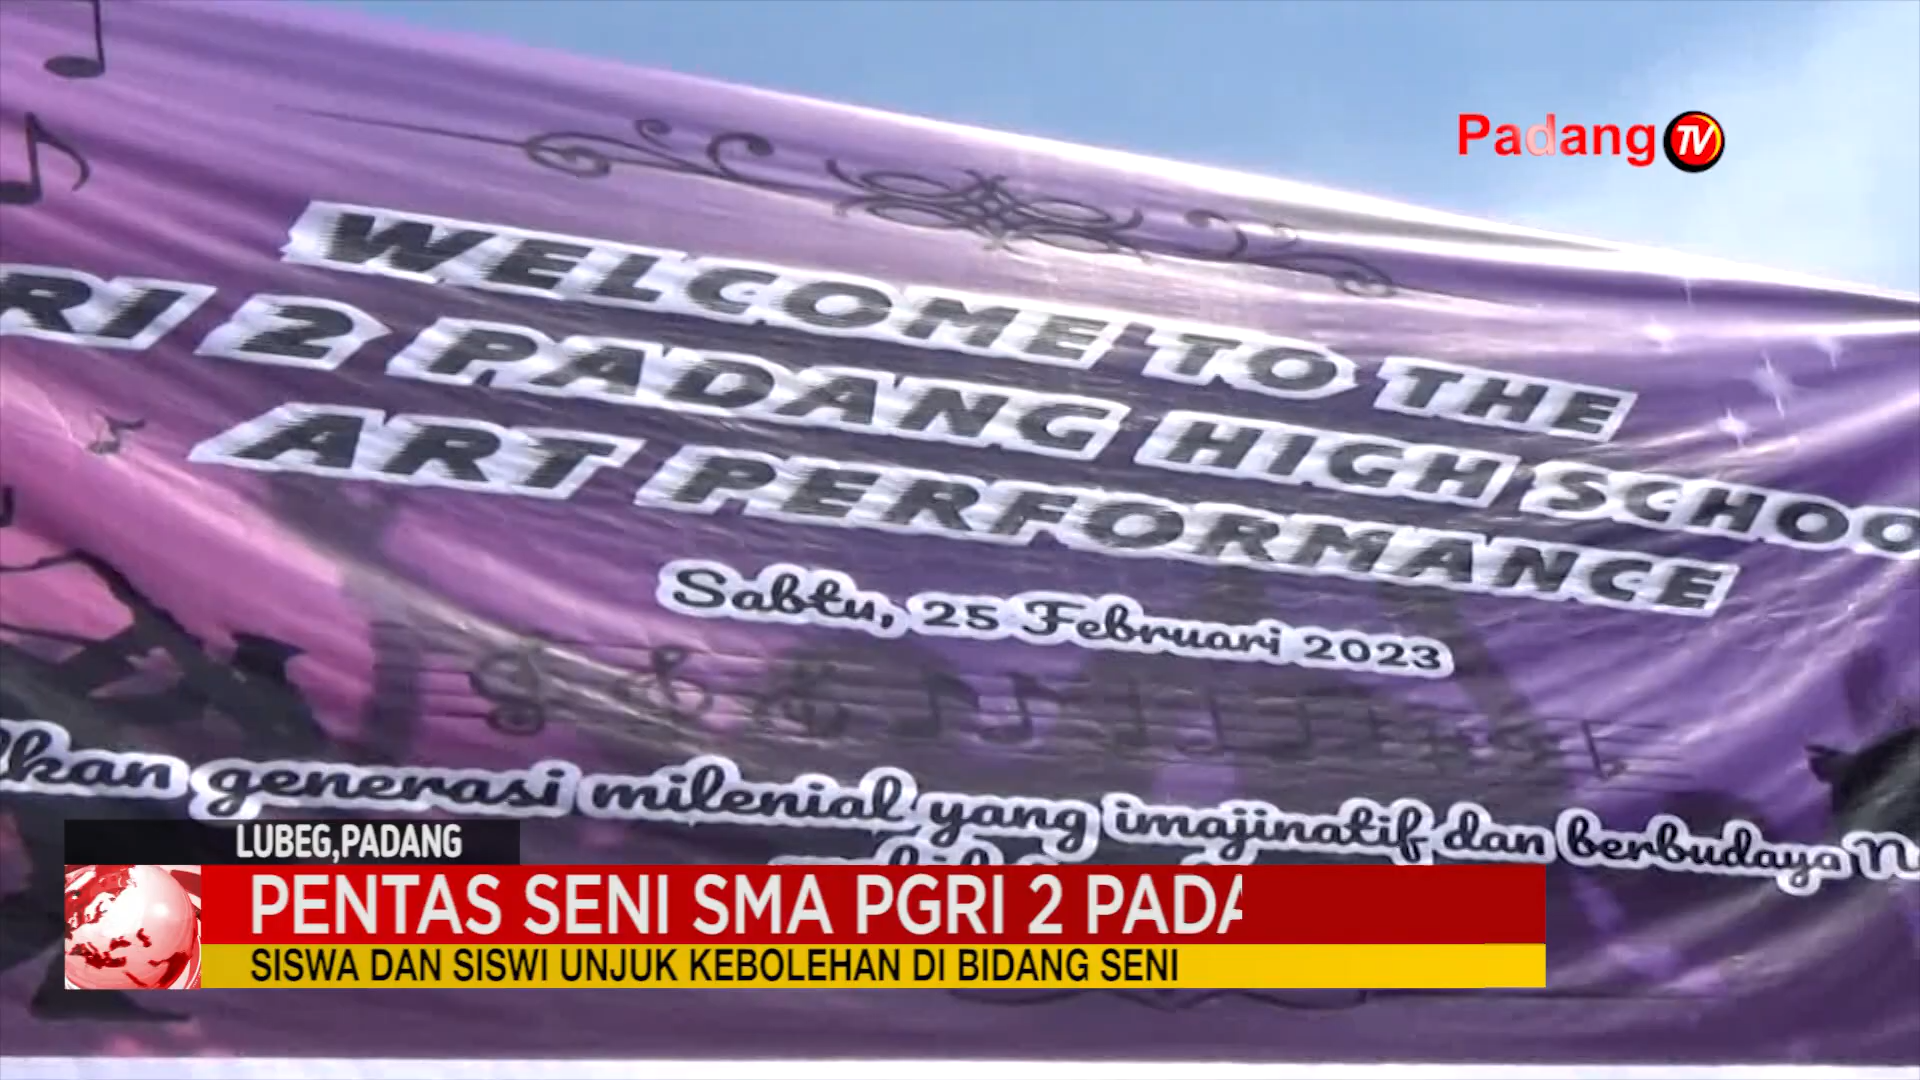 Padang TV
WELCOME TO THE
RI 2 PADANG HIGH SCHOO
ART PERFORMANCE
Sabtu, 25 Februari 2023
kan generasi milenial yang imajinatif dan berbudaya
LUBEG,PADANG
PENTAS SENI SMA PGRI 2 PADA
SISWA DAN SISWI UNJUK KEBOLEHAN DI BIDANG SENI